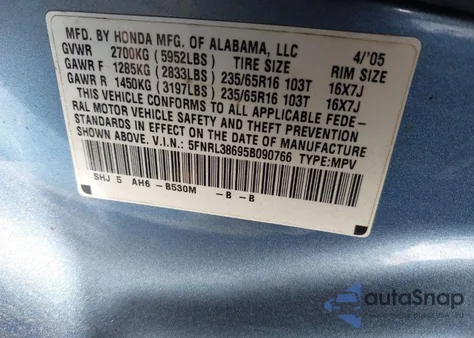 MFD. BY HONDA MFG. OF ALABAMA, LLC 4/'05
GVWR 2700KG (5952LBS) TIRE SIZE RIM SIZE
GAWR F 1285KG (2833LBS) 235/65R16 103T 16X7J
GAWR R 1450KG (3197LBS) 235/65R16 103T 16X7J
THIS VEHICLE CONFORMS TO ALL APPLICABLE FEDE-
RAL MOTOR VEHICLE SAFETY AND THEFT PREVENTION
STANDARDS IN EFFECT ON THE DATE OF MANUFACTURE
SHOWN ABOVE. V.I.N.: 5FNRL38695B090766 TYPE:MPV
SHJ 5 AH6 -B530M -B -B
autoSnap